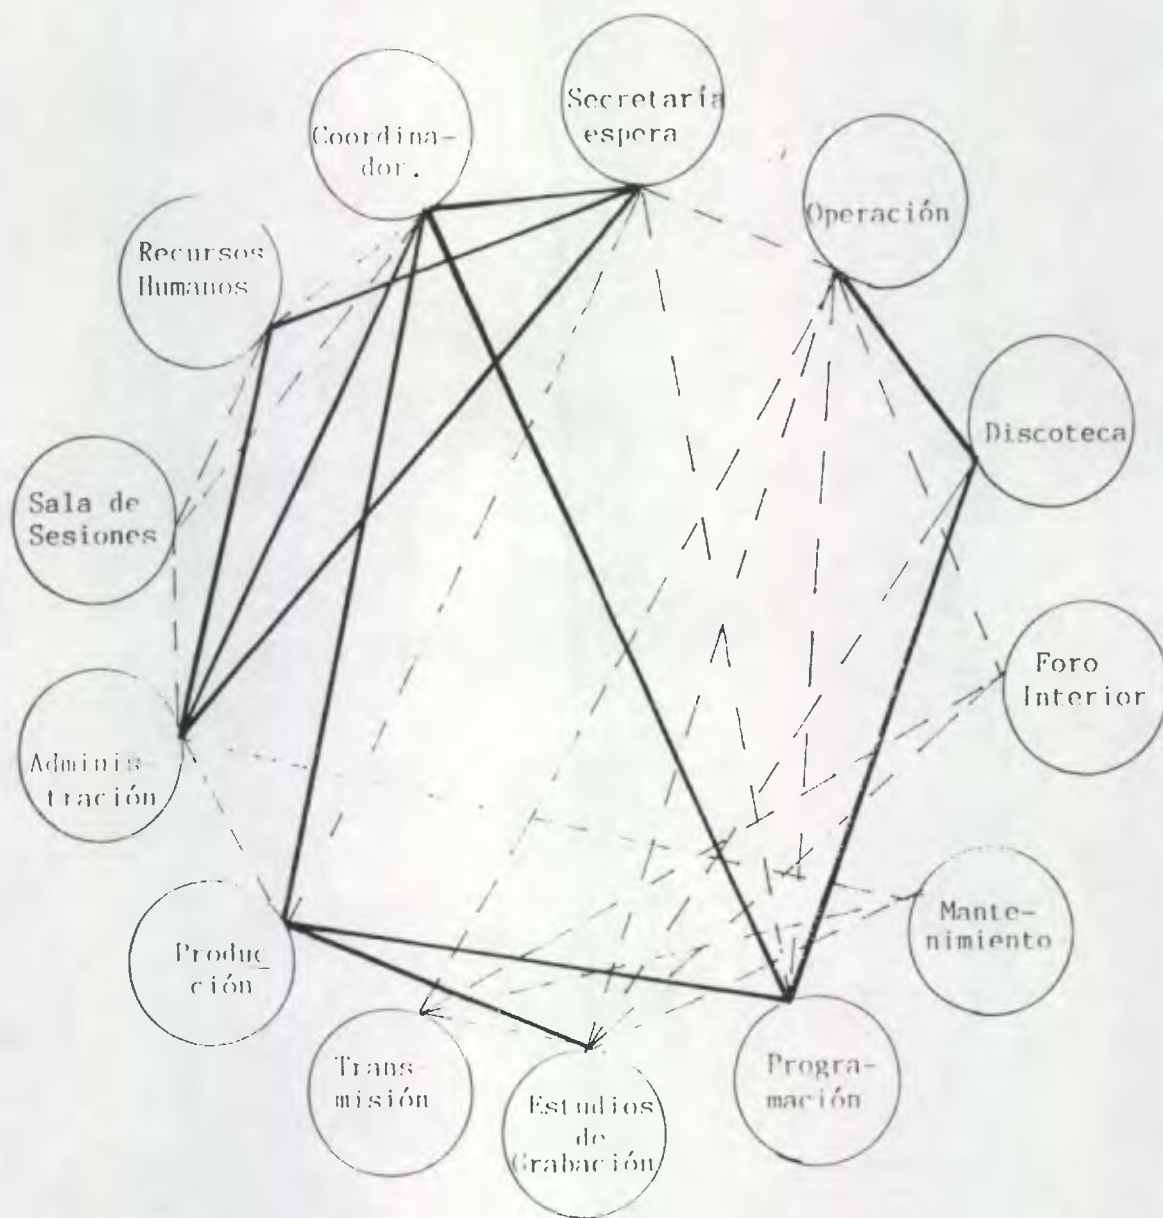 Secretaría
espera
Coordina-
dor.
Operación
Recursos
Humanos
Discoteca
Sala de
Sesiones
Foro
Interior
Adminis-
tración
Mante-
nimiento
Produc-
ción
Trans-
misión
Progra-
mación
Estudios
de
Grabación